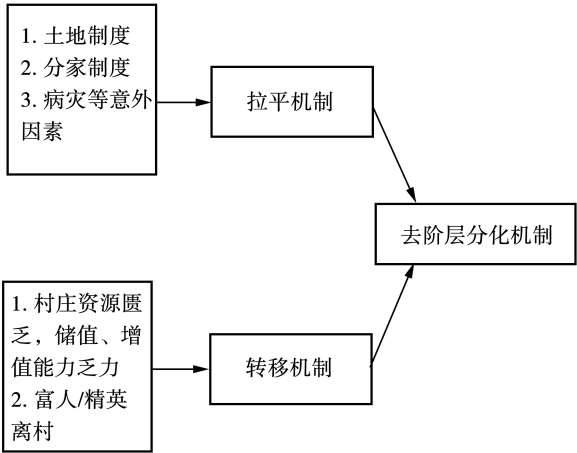 1. 土地制度
2. 分家制度
3. 病灾等意外
因素
拉平机制
去阶层分化机制
1. 村庄资源匮
乏，储值、增
值能力乏力
2. 富人/精英
离村
转移机制